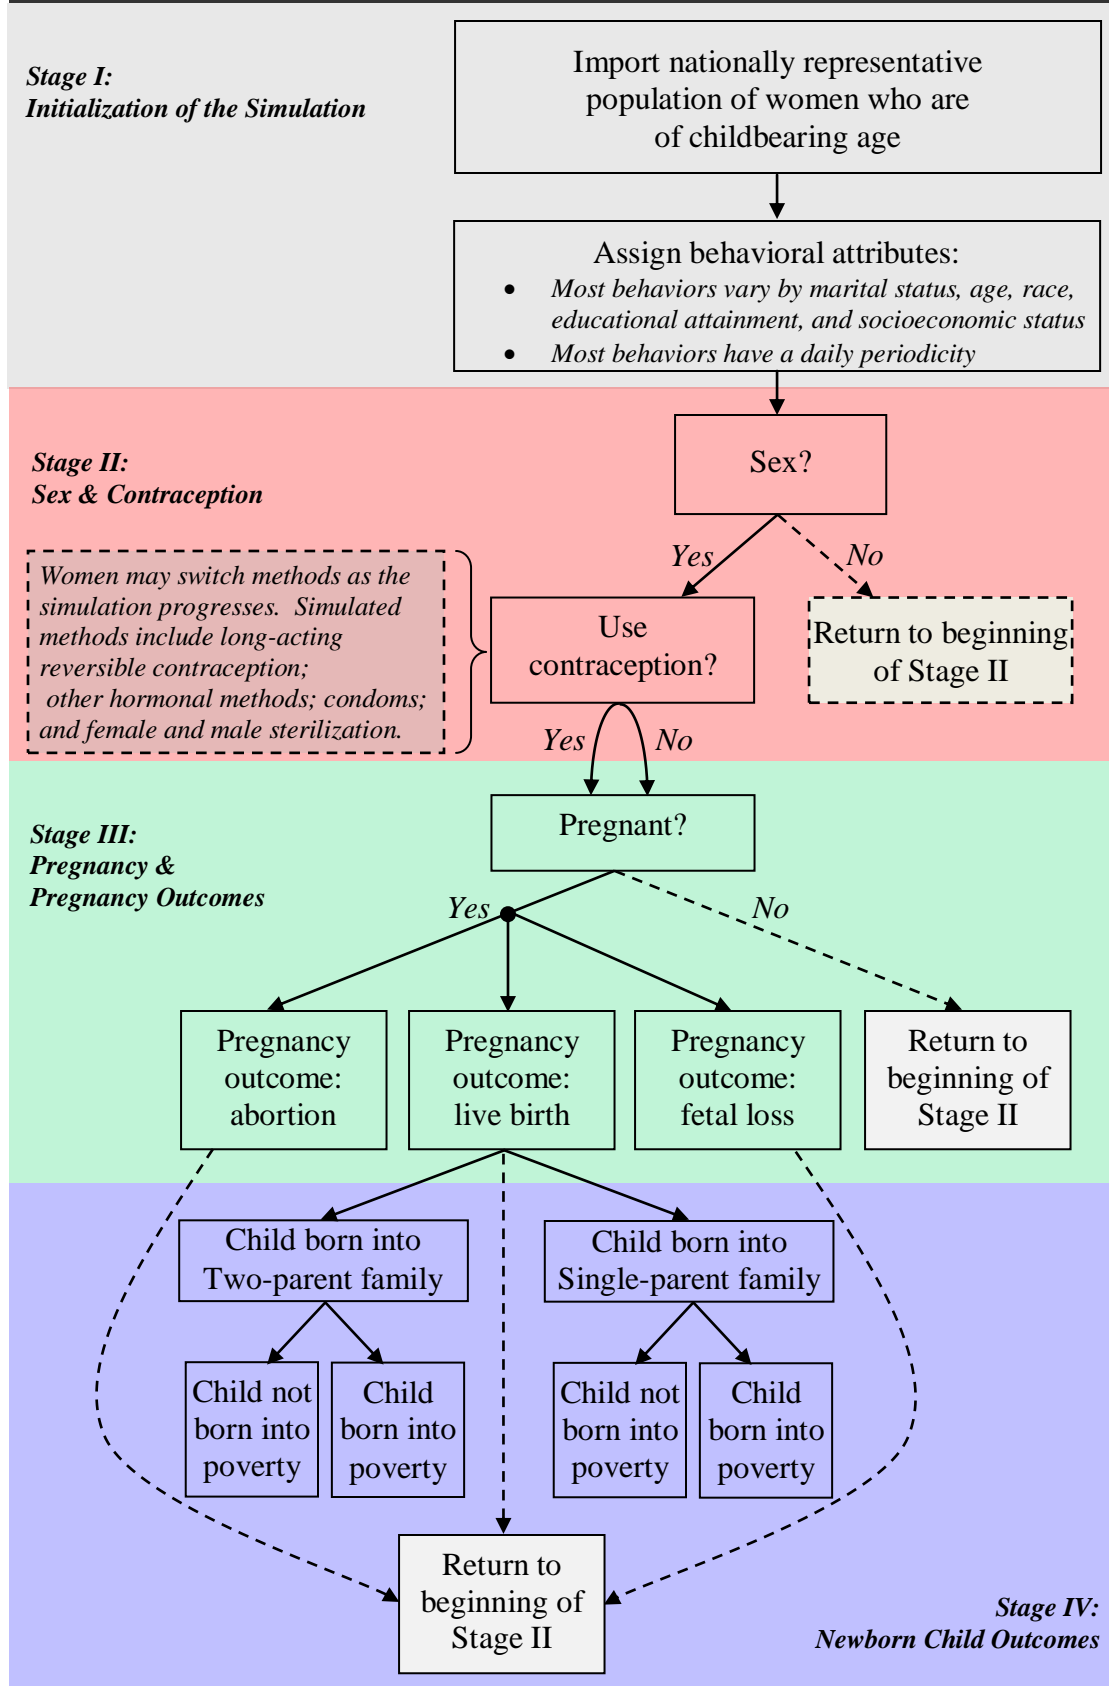 Stage I:
Initialization of the Simulation
Import nationally representative
population of women who are
of childbearing age
Assign behavioral attributes:
• Most behaviors vary by marital status, age, race,
educational attainment, and socioeconomic status
• Most behaviors have a daily periodicity
Stage II:
Sex & Contraception
Sex?
Yes
No
Women may switch methods as the
simulation progresses. Simulated
methods include long-acting
reversible contraception;
other hormonal methods; condoms;
and female and male sterilization.
Use
contraception?
Return to beginning
of Stage II
Yes
No
Stage III:
Pregnancy &
Pregnancy Outcomes
Pregnant?
Yes
No
Pregnancy
outcome:
abortion
Pregnancy
outcome:
live birth
Pregnancy
outcome:
fetal loss
Return to
beginning of
Stage II
Child born into
Two-parent family
Child born into
Single-parent family
Child not
born into
poverty
Child
born into
poverty
Child not
born into
poverty
Child
born into
poverty
Return to
beginning of
Stage II
Stage IV:
Newborn Child Outcomes